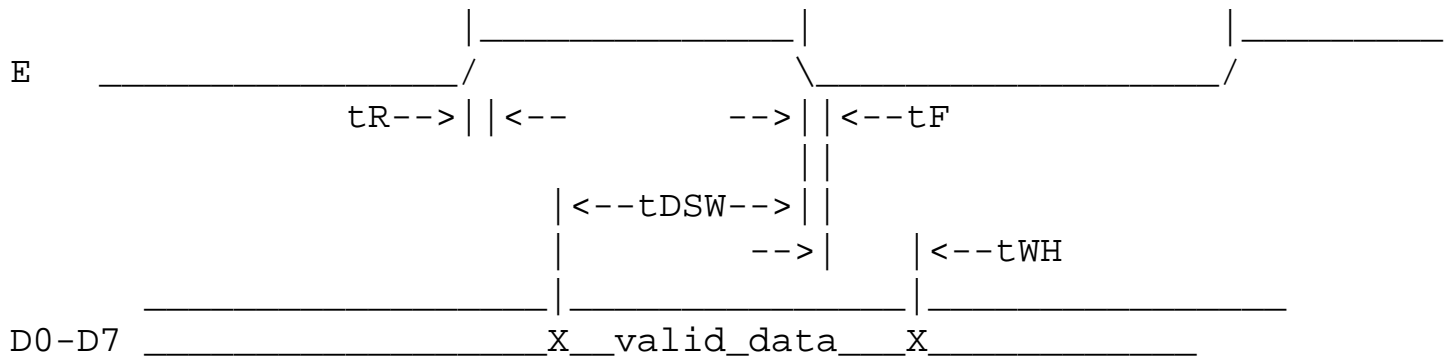 E
tR-->||<-- -->||<--tF
|<--tDSW-->||
-->| |<--tWH
D0-D7 X__valid_data___X